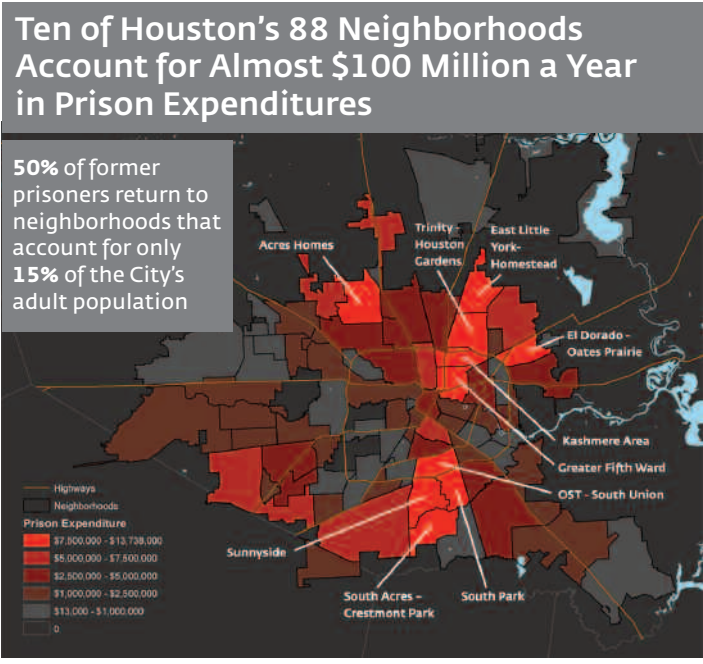 Ten of Houston's 88 Neighborhoods
Account for Almost $100 Million a Year
in Prison Expenditures
50% of former
prisoners return to
neighborhoods that
account for only
15% of the City's
adult population
Acres Homes
Trinity -
Houston
Gardens
East Little
York-
Homestead
El Dorado -
Oates Prairie
Kashmere Area
Greater Fifth Ward
OST - South Union
Sunnyside
South Acres –
Crestmont Park
South Park
Highways
Neighborhoods
Prison Expenditure
$7,500,000 - $13,738,000
$5,000,000 - $7,500,000
$2,500,000 - $5,000,000
$1,000,000 - $2,500,000
$13,000 - $1,000,000
0